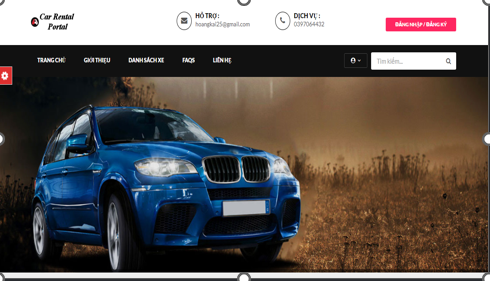 Car Rental
Portal
HỖ TRỢ :
hoangkai25@gmail.com
DỊCH VỤ :
0397064432
ĐĂNG NHẬP / ĐĂNG KÝ
TRANG CHỦ GIỚI THIỆU DANH SÁCH XE FAQS LIÊN HỆ
Tìm kiếm...